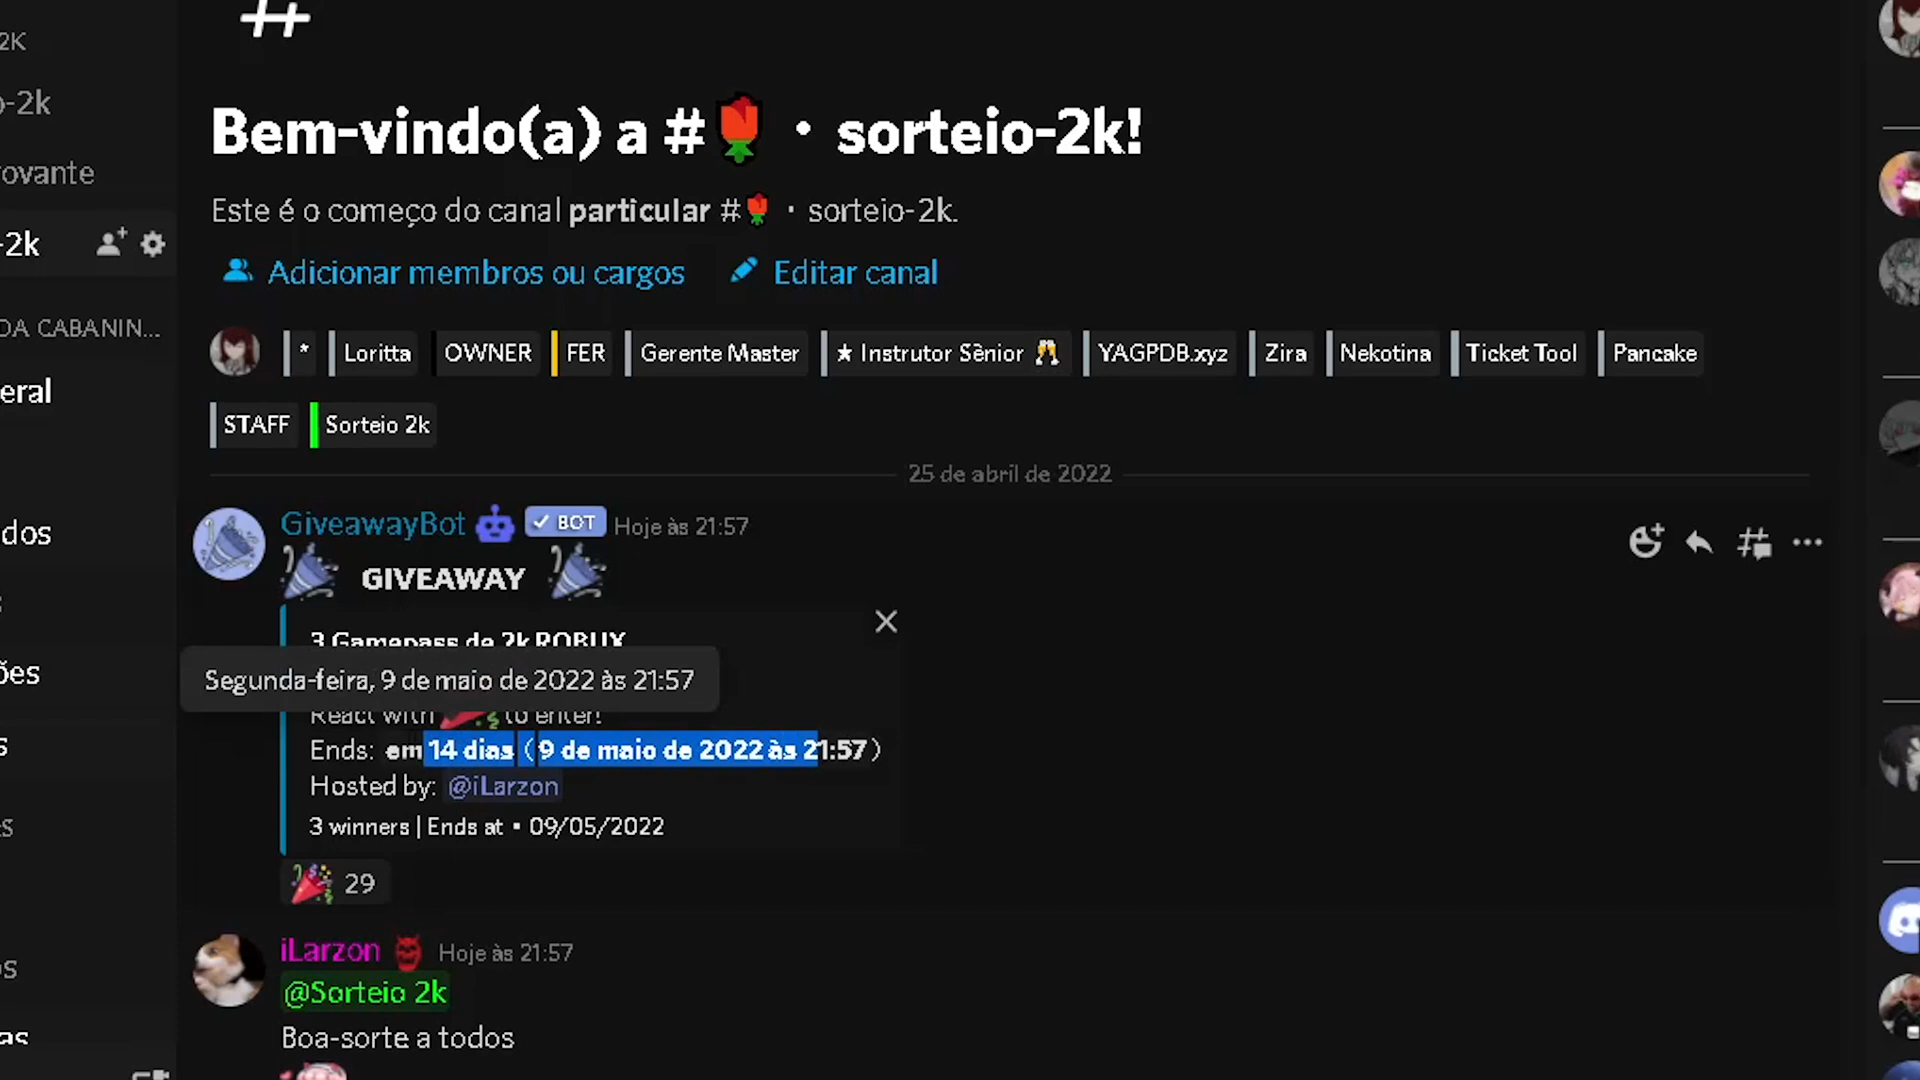 2K
o-2k
ovante
-2k
DA CABANIN...
eral
dos
ões
s
as
Bem-vindo(a) a #🌹・sorteio-2k!
Este é o começo do canal particular #🌹・sorteio-2k.
Adicionar membros ou cargos Editar canal
* Loritta OWNER FER Gerente Master ★ Instrutor Sênior 🥂 YAGPDB.xyz Zira Nekotina Ticket Tool Pancake
STAFF Sorteio 2k
25 de abril de 2022
GiveawayBot 🤖 ✓ BOT Hoje às 21:57
🎉 GIVEAWAY 🎉
3 Gamepass de 2k ROBUX
Segunda-feira, 9 de maio de 2022 às 21:57
React with 🎉 to enter!
Ends: em 14 dias (9 de maio de 2022 às 21:57)
Hosted by: @iLarzon
3 winners | Ends at • 09/05/2022
🎉 29
iLarzon 👹 Hoje às 21:57
@Sorteio 2k
Boa-sorte a todos